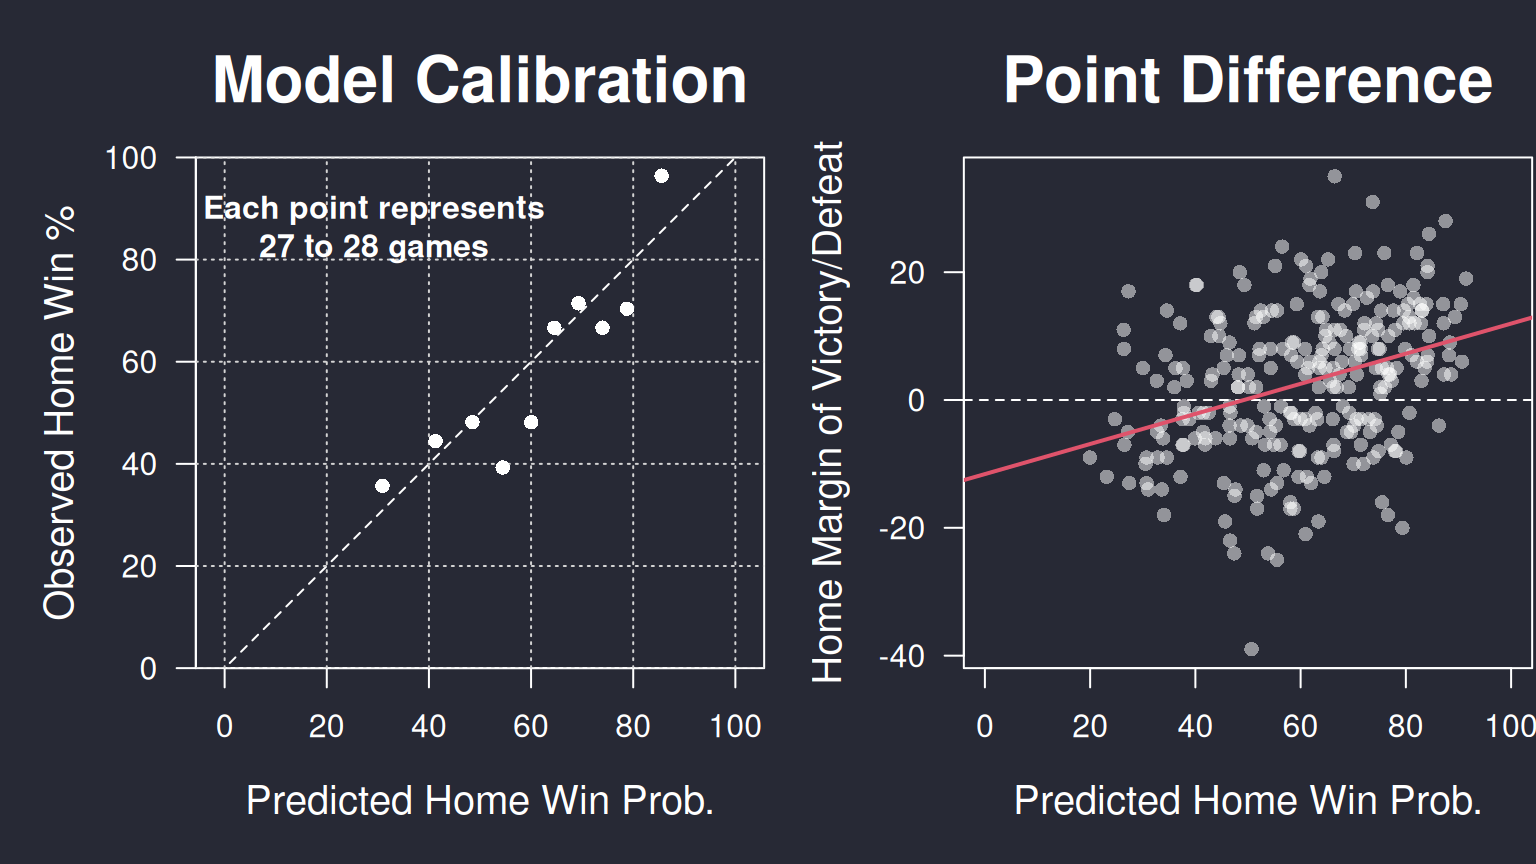 Model Calibration
Observed Home Win %
100
80
60
40
20
0
Each point represents
27 to 28 games
0 20 40 60 80 100
Predicted Home Win Prob.
Point Difference
Home Margin of Victory/Defeat
20
0
-20
-40
0 20 40 60 80 100
Predicted Home Win Prob.